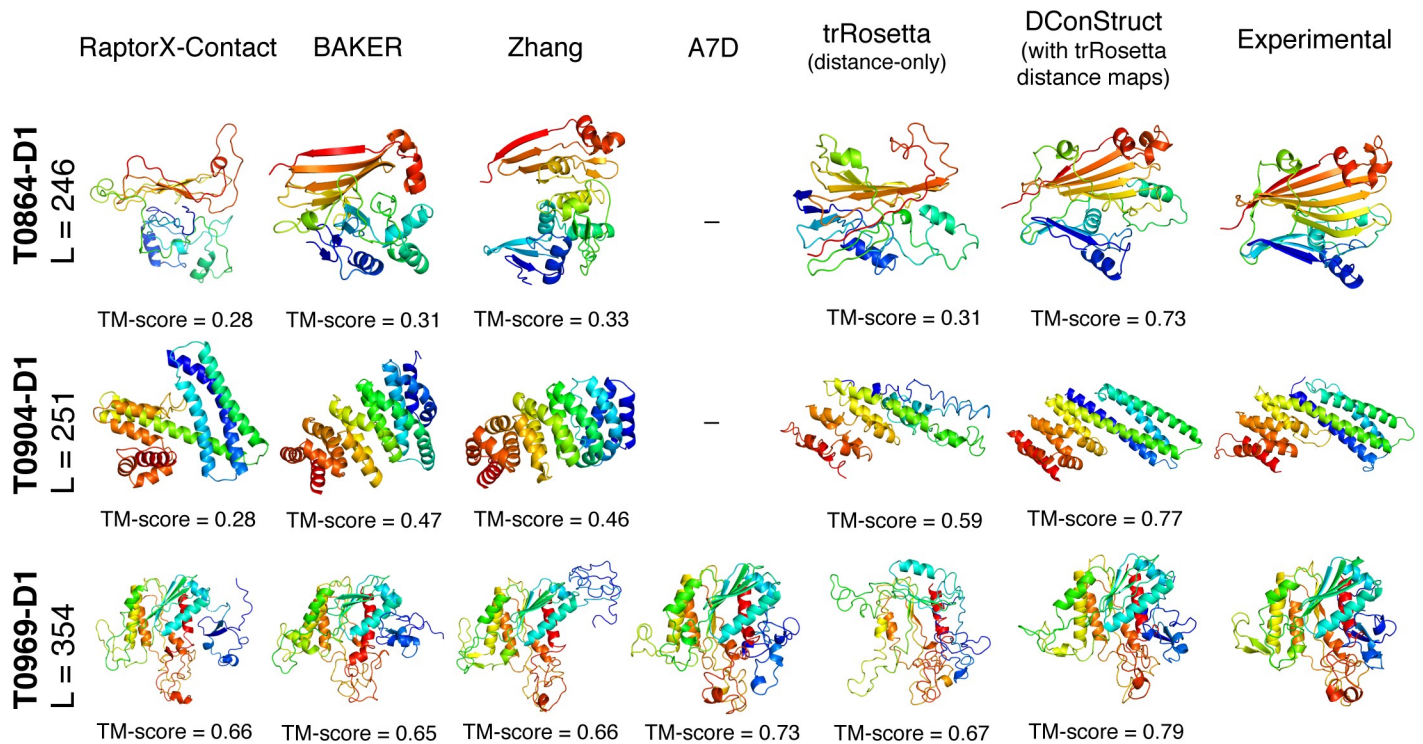 RaptorX-Contact
BAKER
Zhang
A7D
trRosetta
(distance-only)
DConStruct
(with trRosetta
distance maps)
Experimental
T0864-D1
L = 246
–
TM-score = 0.28
TM-score = 0.31
TM-score = 0.33
TM-score = 0.31
TM-score = 0.73
T0904-D1
L = 251
–
TM-score = 0.28
TM-score = 0.47
TM-score = 0.46
TM-score = 0.59
TM-score = 0.77
T0969-D1
L = 354
TM-score = 0.66
TM-score = 0.65
TM-score = 0.66
TM-score = 0.73
TM-score = 0.67
TM-score = 0.79